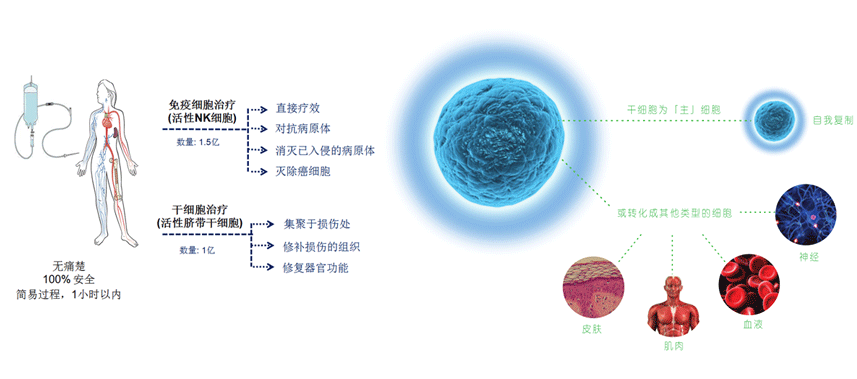 免疫细胞治疗
(活性NK细胞)
数量: 1.5亿
直接疗效
对抗病原体
消灭已入侵的病原体
灭除癌细胞
干细胞治疗
(活性脐带干细胞)
数量: 1亿
集聚于损伤处
修补损伤的组织
修复器官功能
无痛楚
100% 安全
简易过程，1小时以内
干细胞为「主」细胞
自我复制
或转化成其他类型的细胞
神经
血液
肌肉
皮肤